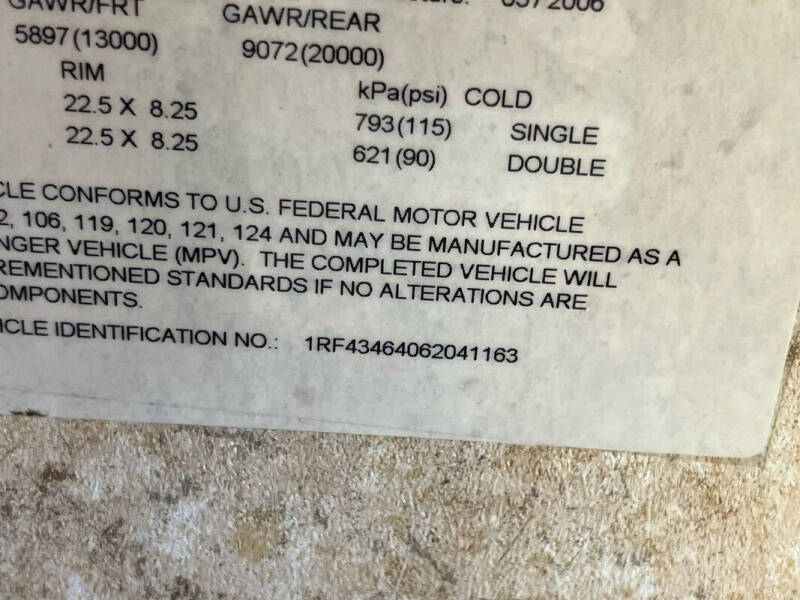 GAWR/FRT GAWR/REAR
5897(13000) 9072(20000)
RIM kPa(psi) COLD
22.5 X 8.25 793(115) SINGLE
22.5 X 8.25 621(90) DOUBLE
CLE CONFORMS TO U.S. FEDERAL MOTOR VEHICLE
2, 106, 119, 120, 121, 124 AND MAY BE MANUFACTURED AS A
NGER VEHICLE (MPV). THE COMPLETED VEHICLE WILL
REMENTIONED STANDARDS IF NO ALTERATIONS ARE
OMPONENTS.
ICLE IDENTIFICATION NO.: 1RF43464062041163